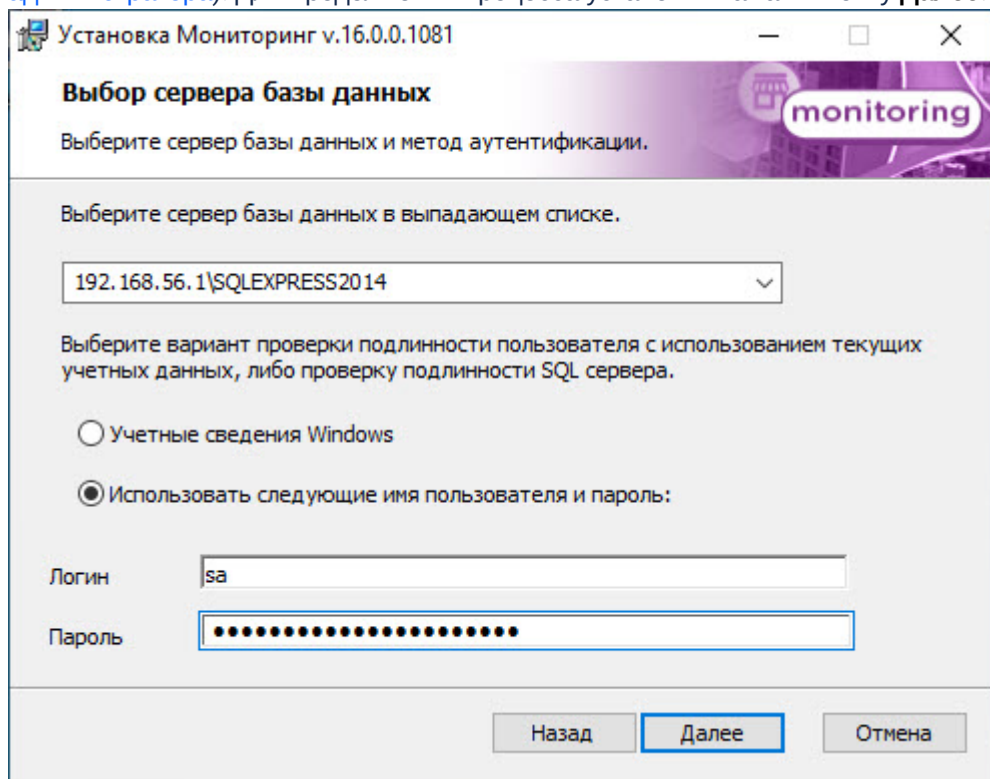 Установка Мониторинг v.16.0.0.1081
Выбор сервера базы данных
monitoring
Выберите сервер базы данных и метод аутентификации.
Выберите сервер базы данных в выпадающем списке.
192.168.56.1\SQLEXPRESS2014
Выберите вариант проверки подлинности пользователя с использованием текущих
учетных данных, либо проверку подлинности SQL сервера.
Учетные сведения Windows
Использовать следующие имя пользователя и пароль:
Логин sa
Пароль ●●●●●●●●●●●●●●●●●●●●●●
Назад Далее Отмена